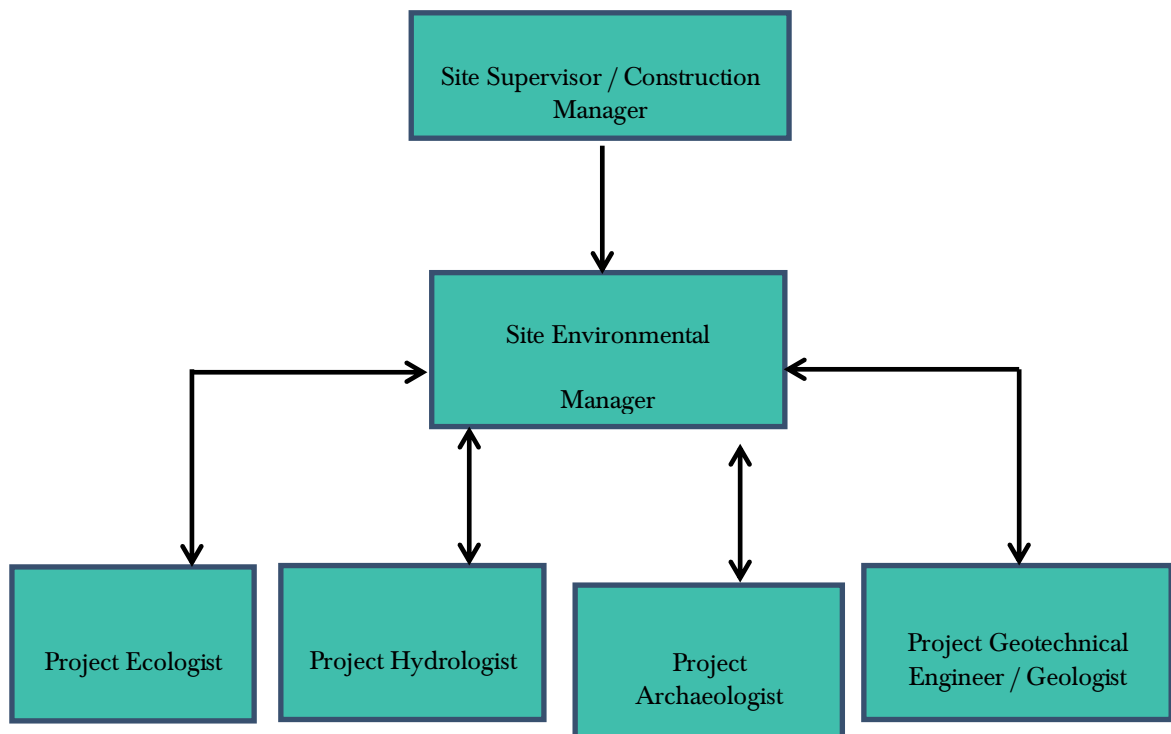 Site Supervisor / Construction
Manager
Site Environmental
Manager
Project Ecologist
Project Hydrologist
Project
Archaeologist
Project Geotechnical
Engineer / Geologist